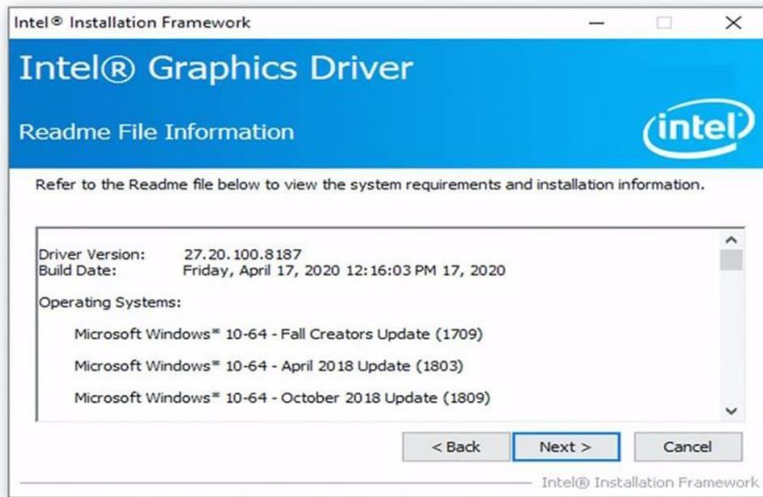 Intel® Installation Framework
Intel® Graphics Driver
Readme File Information
intel
Refer to the Readme file below to view the system requirements and installation information.
Driver Version: 27.20.100.8187
Build Date: Friday, April 17, 2020 12:16:03 PM 17, 2020
Operating Systems:
Microsoft Windows* 10-64 - Fall Creators Update (1709)
Microsoft Windows* 10-64 - April 2018 Update (1803)
Microsoft Windows* 10-64 - October 2018 Update (1809)
< Back Next > Cancel
Intel® Installation Framework